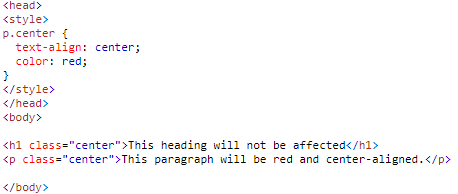 <head>
<style>
p.center {
  text-align: center;
  color: red;
}
</style>
</head>
<body>

<h1 class="center">This heading will not be affected</h1>
<p class="center">This paragraph will be red and center-aligned.</p>

</body>